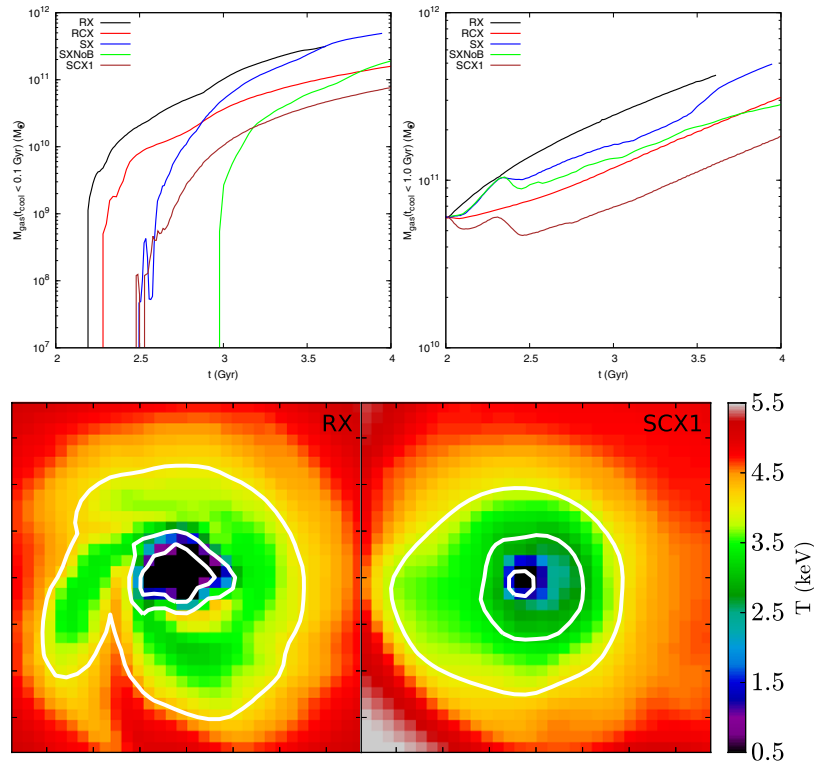 RX
RCX
SX
SXNoB
SCX1
M_gas(t_cool < 0.1 Gyr) (M_⊙)
10^12
10^11
10^10
10^9
10^8
10^7
2 2.5 3 3.5 4
t (Gyr)
RX
RCX
SX
SXNoB
SCX1
M_gas(t_cool < 1.0 Gyr) (M_⊙)
10^12
10^11
10^10
2 2.5 3 3.5 4
t (Gyr)
RX
SCX1
5.5
4.5
3.5
2.5
1.5
0.5
T (keV)